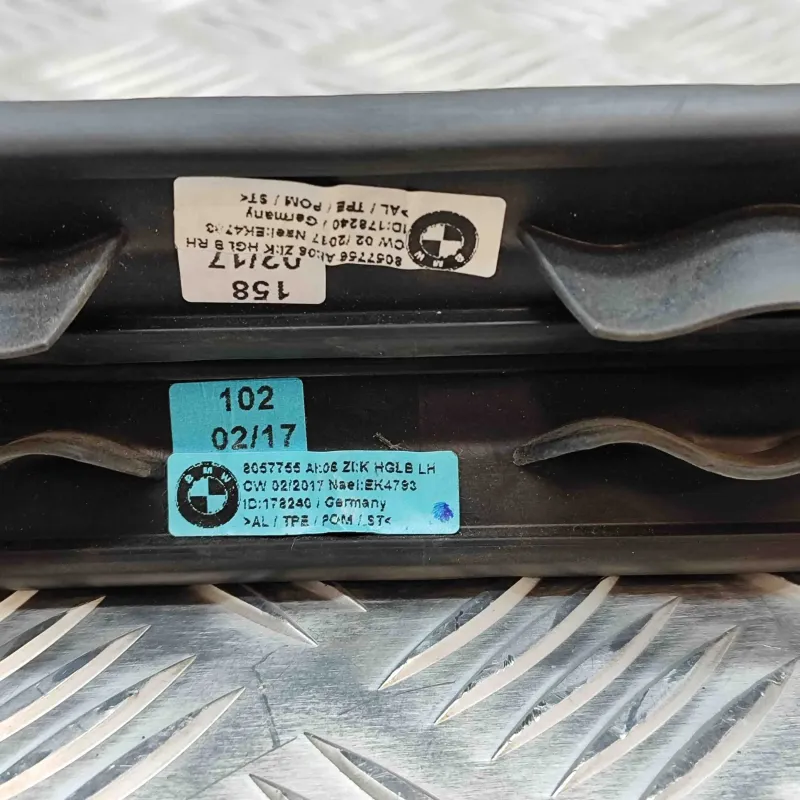 158
02/17
8057756 AI:06 ZI:K HGLB RH
CW 02/2017 Nael:EK4793
ID:178240 / Germany
>AL / TPE / POM / ST<
BMW
102
02/17
8057755 AI:06 ZI:K HGLB LH
CW 02/2017 Nael:EK4793
ID:178240 / Germany
>AL / TPE / POM / ST<
BMW